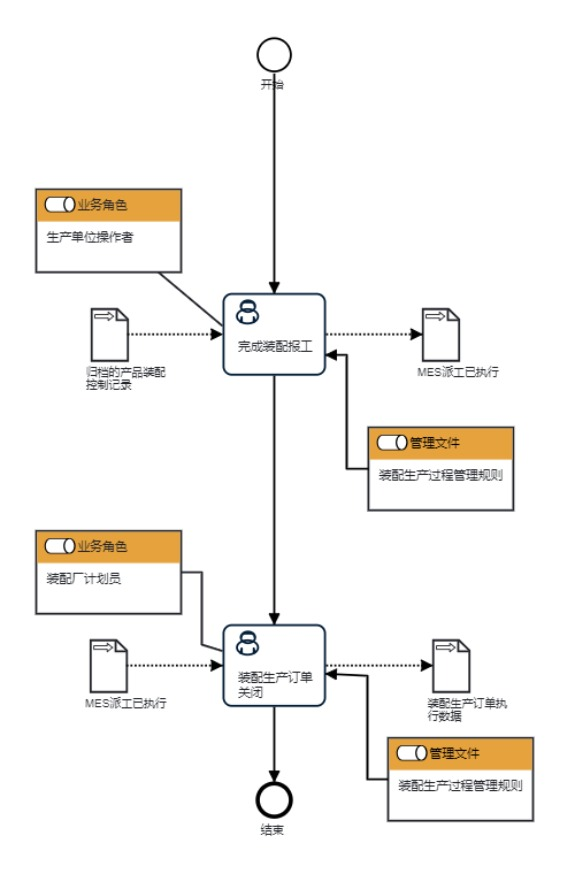 开始
业务角色
生产单位操作者
完成装配报工
归档的产品装配
控制记录
MES派工已执行
管理文件
装配生产过程管理规则
业务角色
装配厂计划员
装配生产订单
关闭
MES派工已执行
装配生产订单执
行数据
管理文件
装配生产过程管理规则
结束